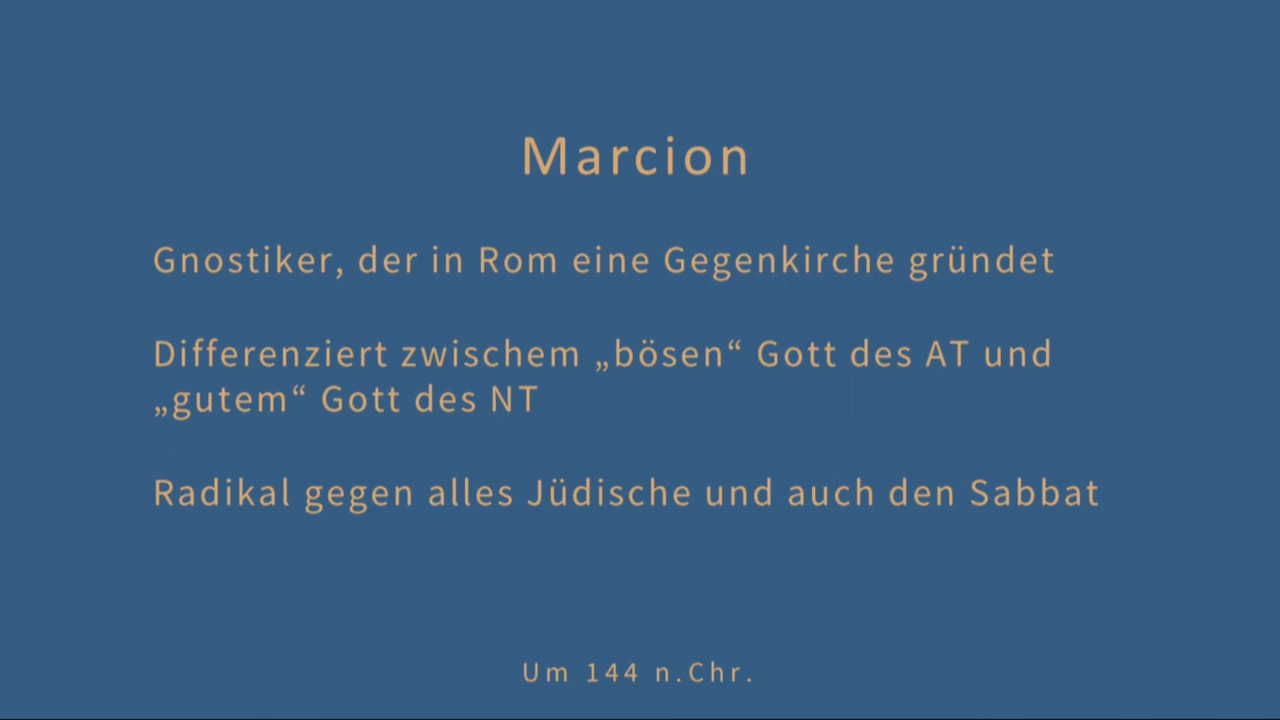 Marcion
Gnostiker, der in Rom eine Gegenkirche gründet
Differenziert zwischem „bösen“ Gott des AT und
„gutem“ Gott des NT
Radikal gegen alles Jüdische und auch den Sabbat
Um 144 n.Chr.